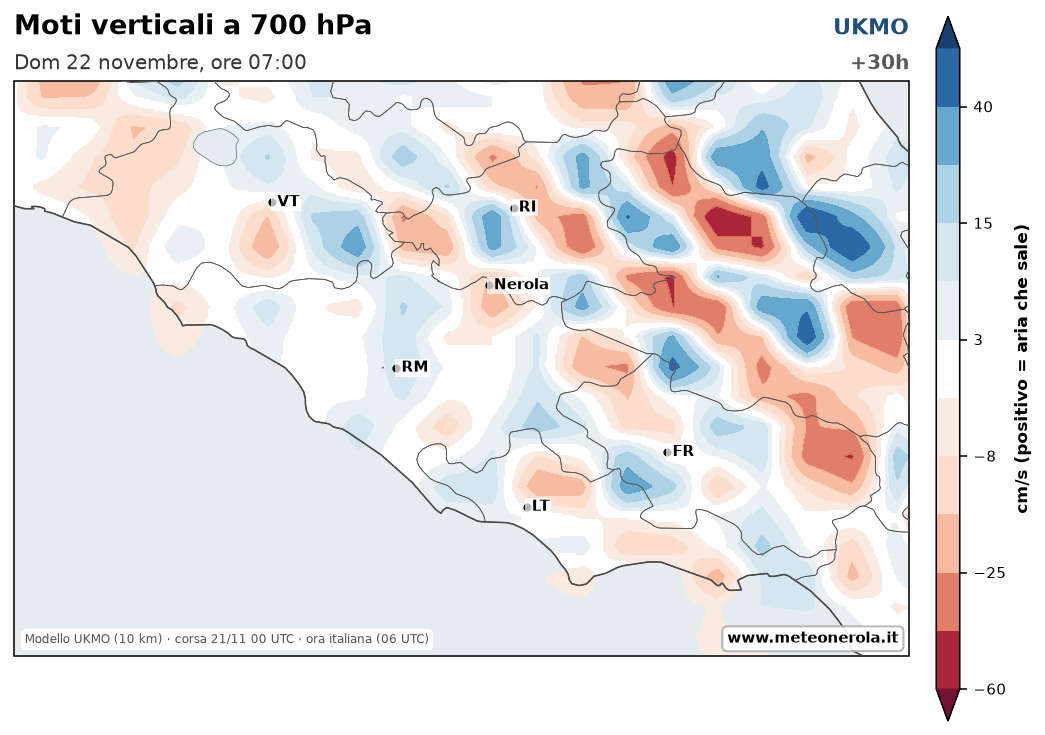 Moti verticali a 700 hPa
UKMO
Dom 22 novembre, ore 07:00
+30h
VT
RI
Nerola
RM
FR
LT
40
15
3
−8
−25
−60
cm/s (positivo = aria che sale)
Modello UKMO (10 km) · corsa 21/11 00 UTC · ora italiana (06 UTC)
www.meteonerola.it